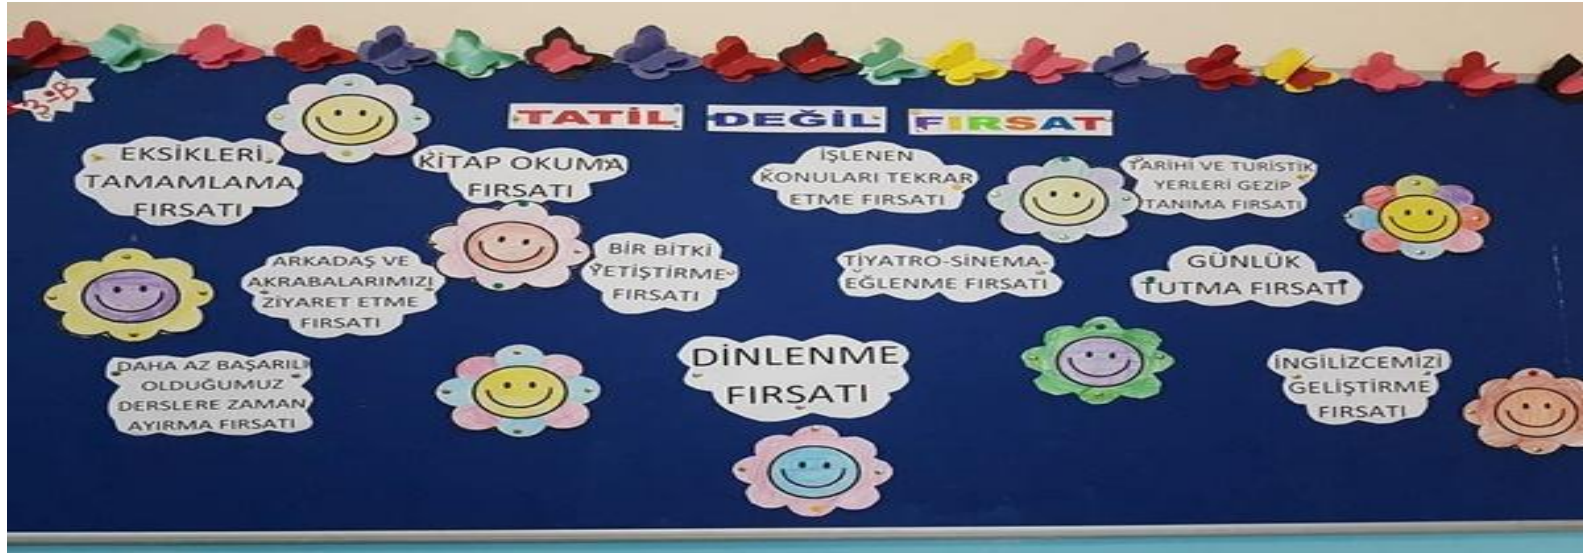 3-B
TATİL DEĞİL FIRSAT
EKSİKLERİ
TAMAMLAMA
FIRSATI
KİTAP OKUMA
FIRSATI
İŞLENEN
KONULARI TEKRAR
ETME FIRSATI
TARİHİ VE TURİSTİK
YERLERİ GEZİP
TANIMA FIRSATI
ARKADAŞ VE
AKRABALARIMIZI
ZİYARET ETME
FIRSATI
BİR BİTKİ
YETİŞTİRME
FIRSATI
TİYATRO-SİNEMA-
EĞLENME FIRSATI
GÜNLÜK
TUTMA FIRSATI
DAHA AZ BAŞARILI
OLDUĞUMUZ
DERSLERE ZAMAN
AYIRMA FIRSATI
DİNLENME
FIRSATI
İNGİLİZCEMİZİ
GELİŞTİRME
FIRSATI